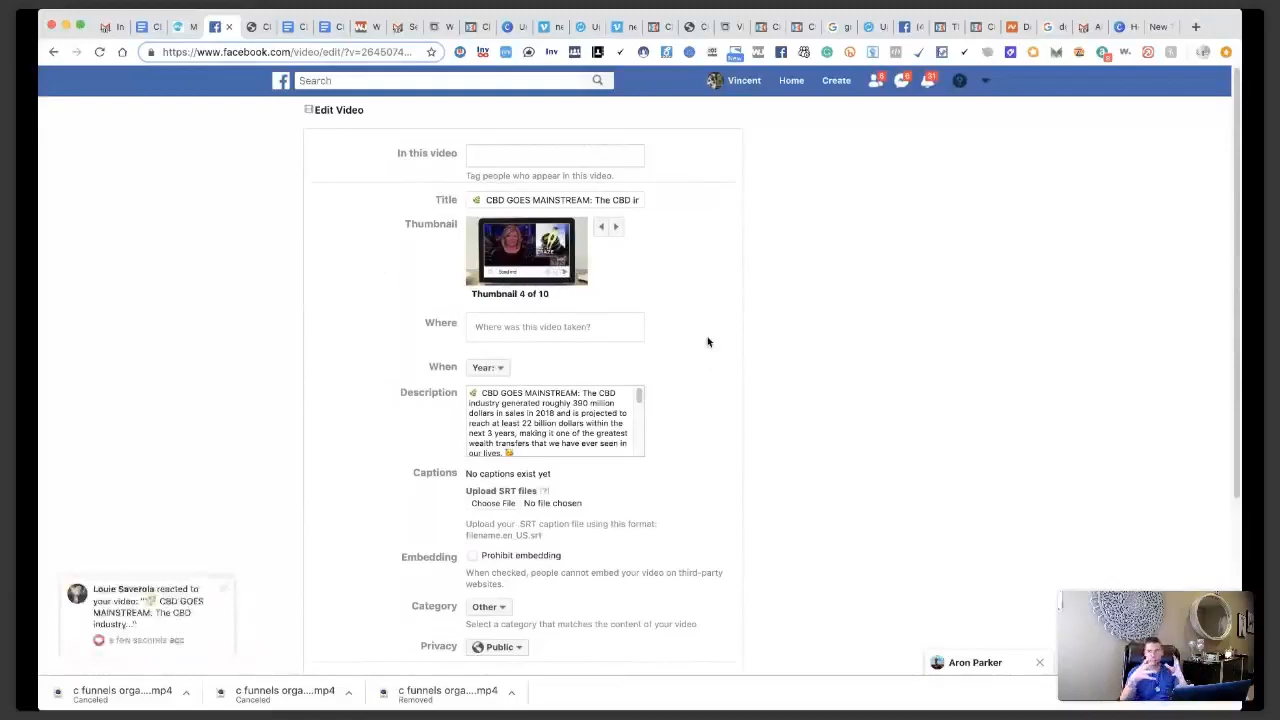 https://www.facebook.com/video/edit/?v=2645074...
New
Search
Vincent
Home
Create
8
6
31
Edit Video
In this video
Tag people who appear in this video.
Title
CBD GOES MAINSTREAM: The CBD ir
Thumbnail
Thumbnail 4 of 10
Where
Where was this video taken?
When
Year:
Description
CBD GOES MAINSTREAM: The CBD
industry generated roughly 390 million
dollars in sales in 2018 and is projected to
reach at least 22 billion dollars within the
next 3 years, making it one of the greatest
wealth transfers that we have ever seen in
our lives.
Captions
No captions exist yet
Upload SRT files [?]
Choose File
No file chosen
Upload your .SRT caption file using this format:
filename.en_US.srt
Embedding
Prohibit embedding
When checked, people cannot embed your video on third-party
websites.
Category
Other
Select a category that matches the content of your video
Privacy
Public
Louie Saverola reacted to
your video: "
CBD GOES
MAINSTREAM: The CBD
industry..."
a few seconds ago
Aron Parker
c funnels orga....mp4
Canceled
c funnels orga....mp4
Canceled
c funnels orga....mp4
Removed